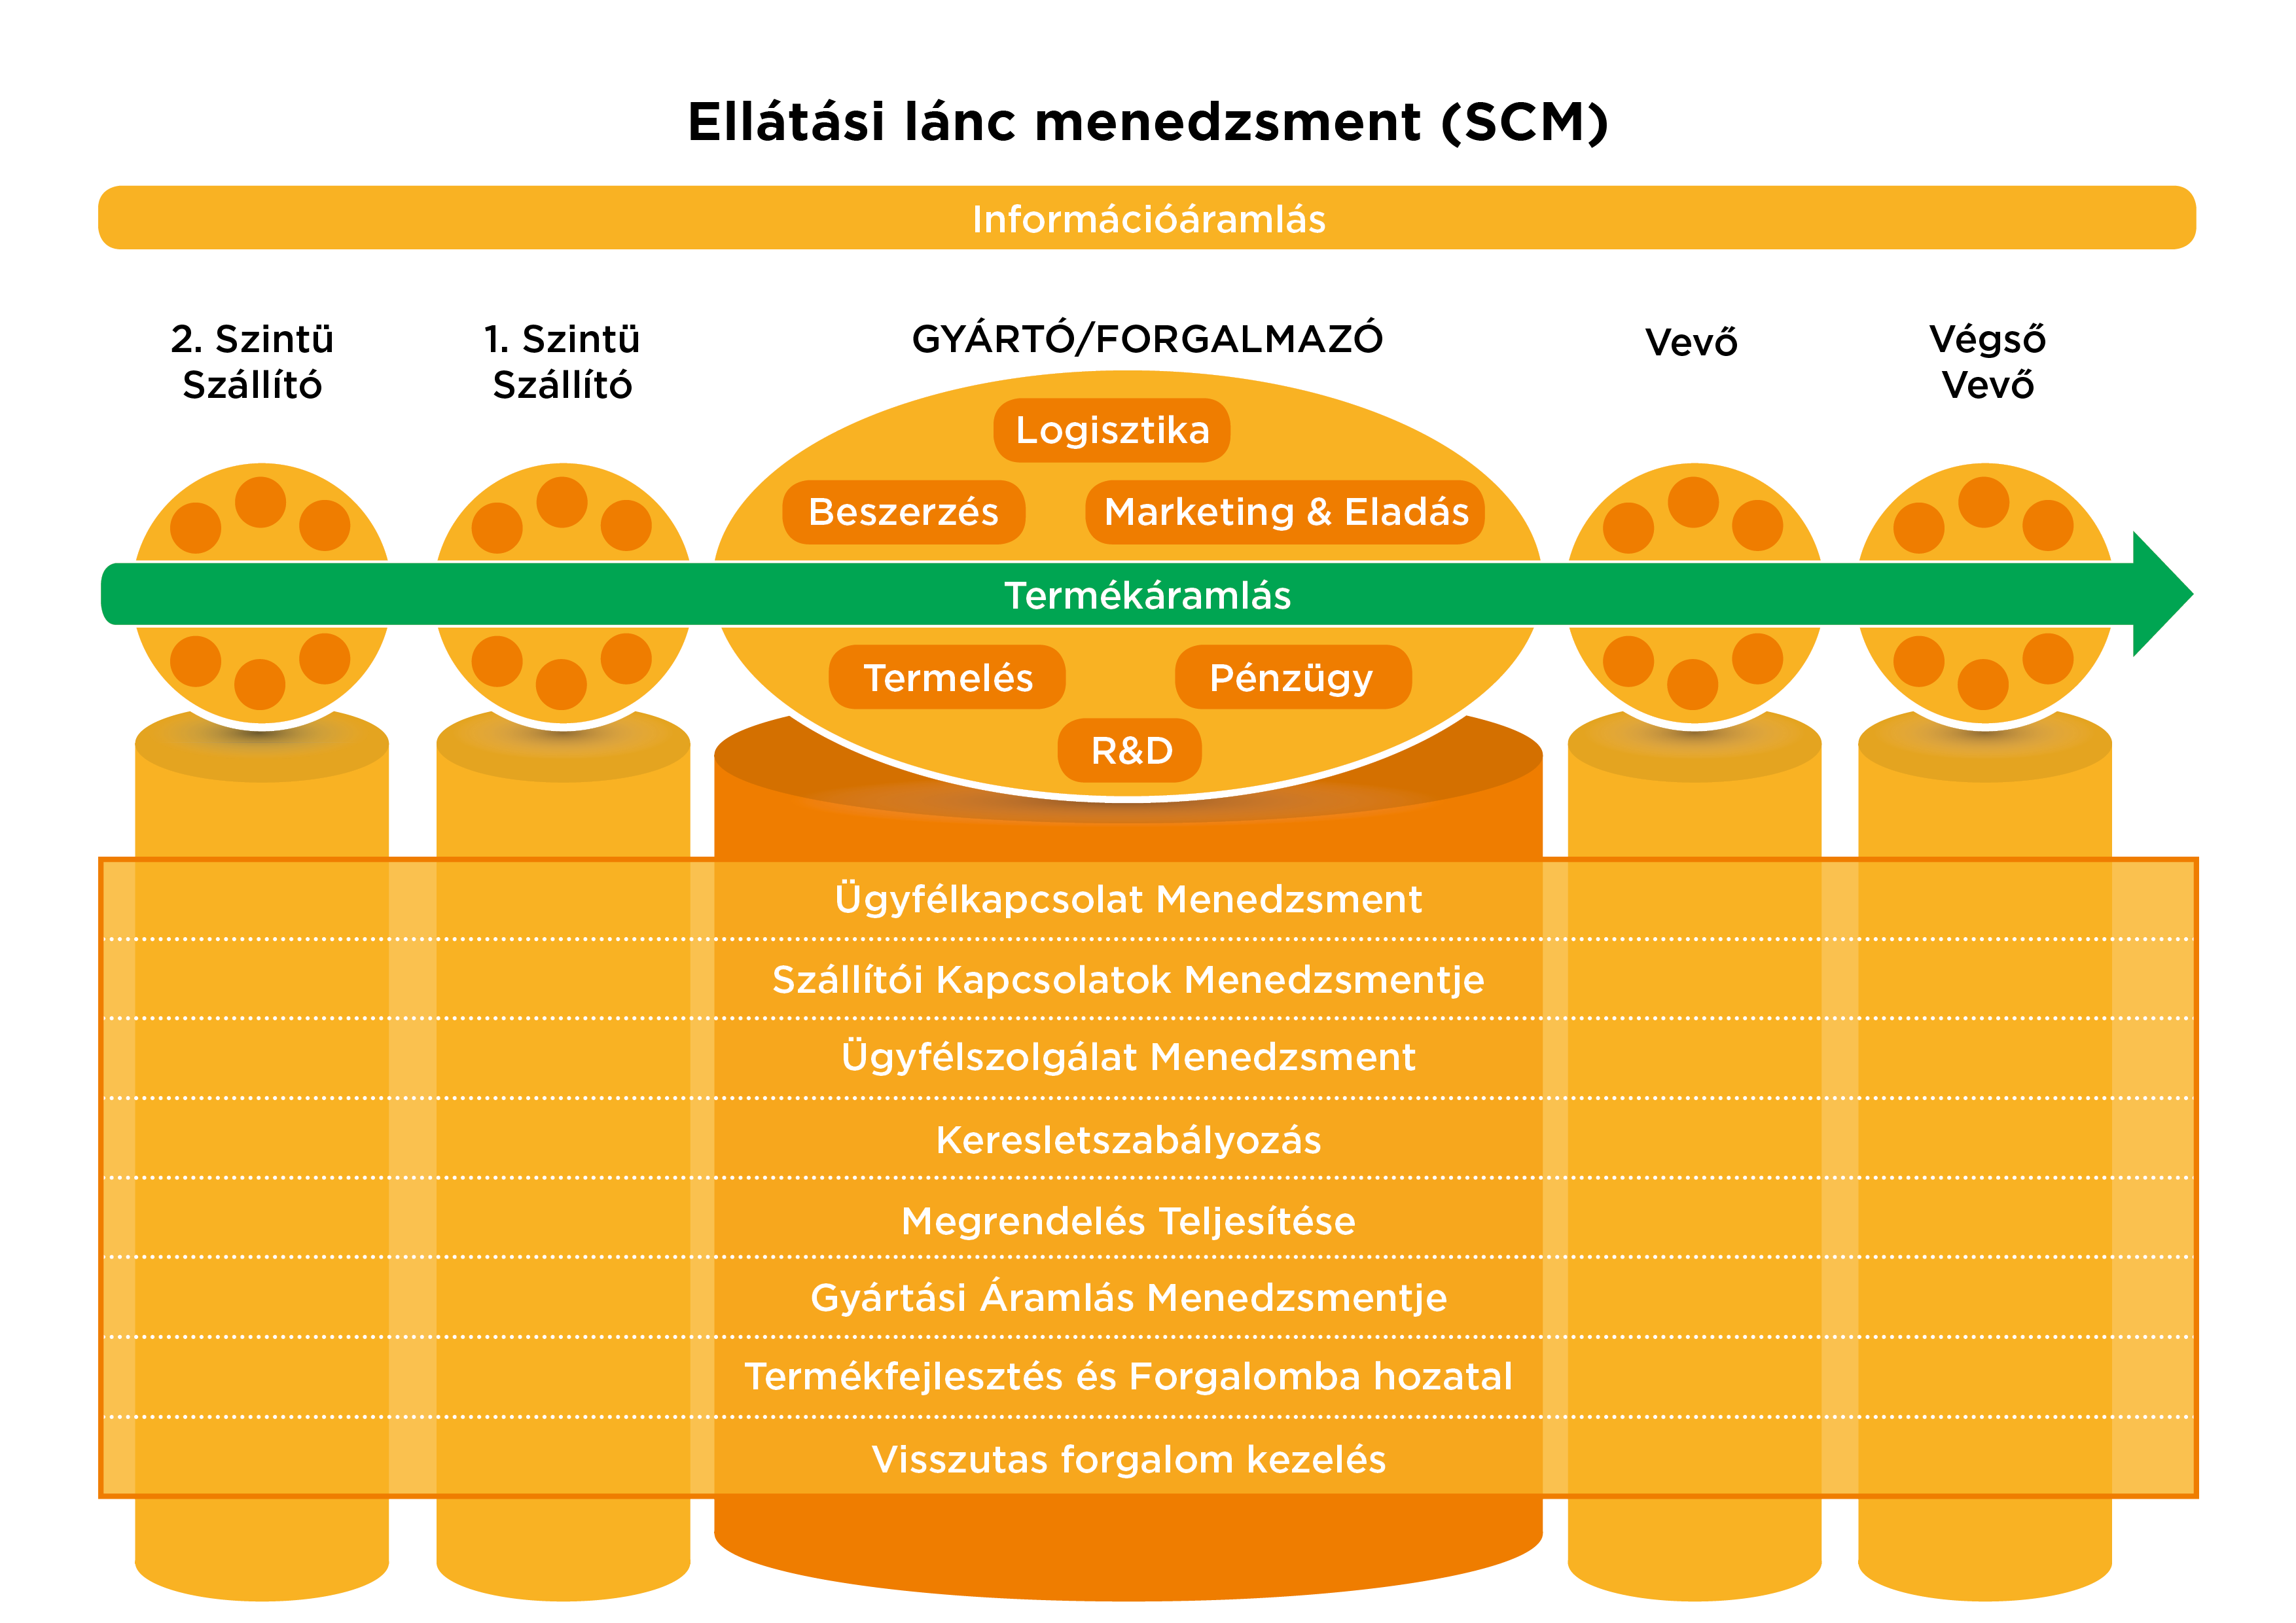 Ellátási lánc menedzsment (SCM)
Információáramlás
2. Szintü
Szállító
1. Szintü
Szállító
GYÁRTÓ/FORGALMAZÓ
Vevő
Végső
Vevő
Logisztika
Beszerzés
Marketing & Eladás
Termékáramlás
Termelés
Pénzügy
R&D
Ügyfélkapcsolat Menedzsment
Szállítói Kapcsolatok Menedzsmentje
Ügyfélszolgálat Menedzsment
Keresletszabályozás
Megrendelés Teljesítése
Gyártási Áramlás Menedzsmentje
Termékfejlesztés és Forgalomba hozatal
Visszutas forgalom kezelés